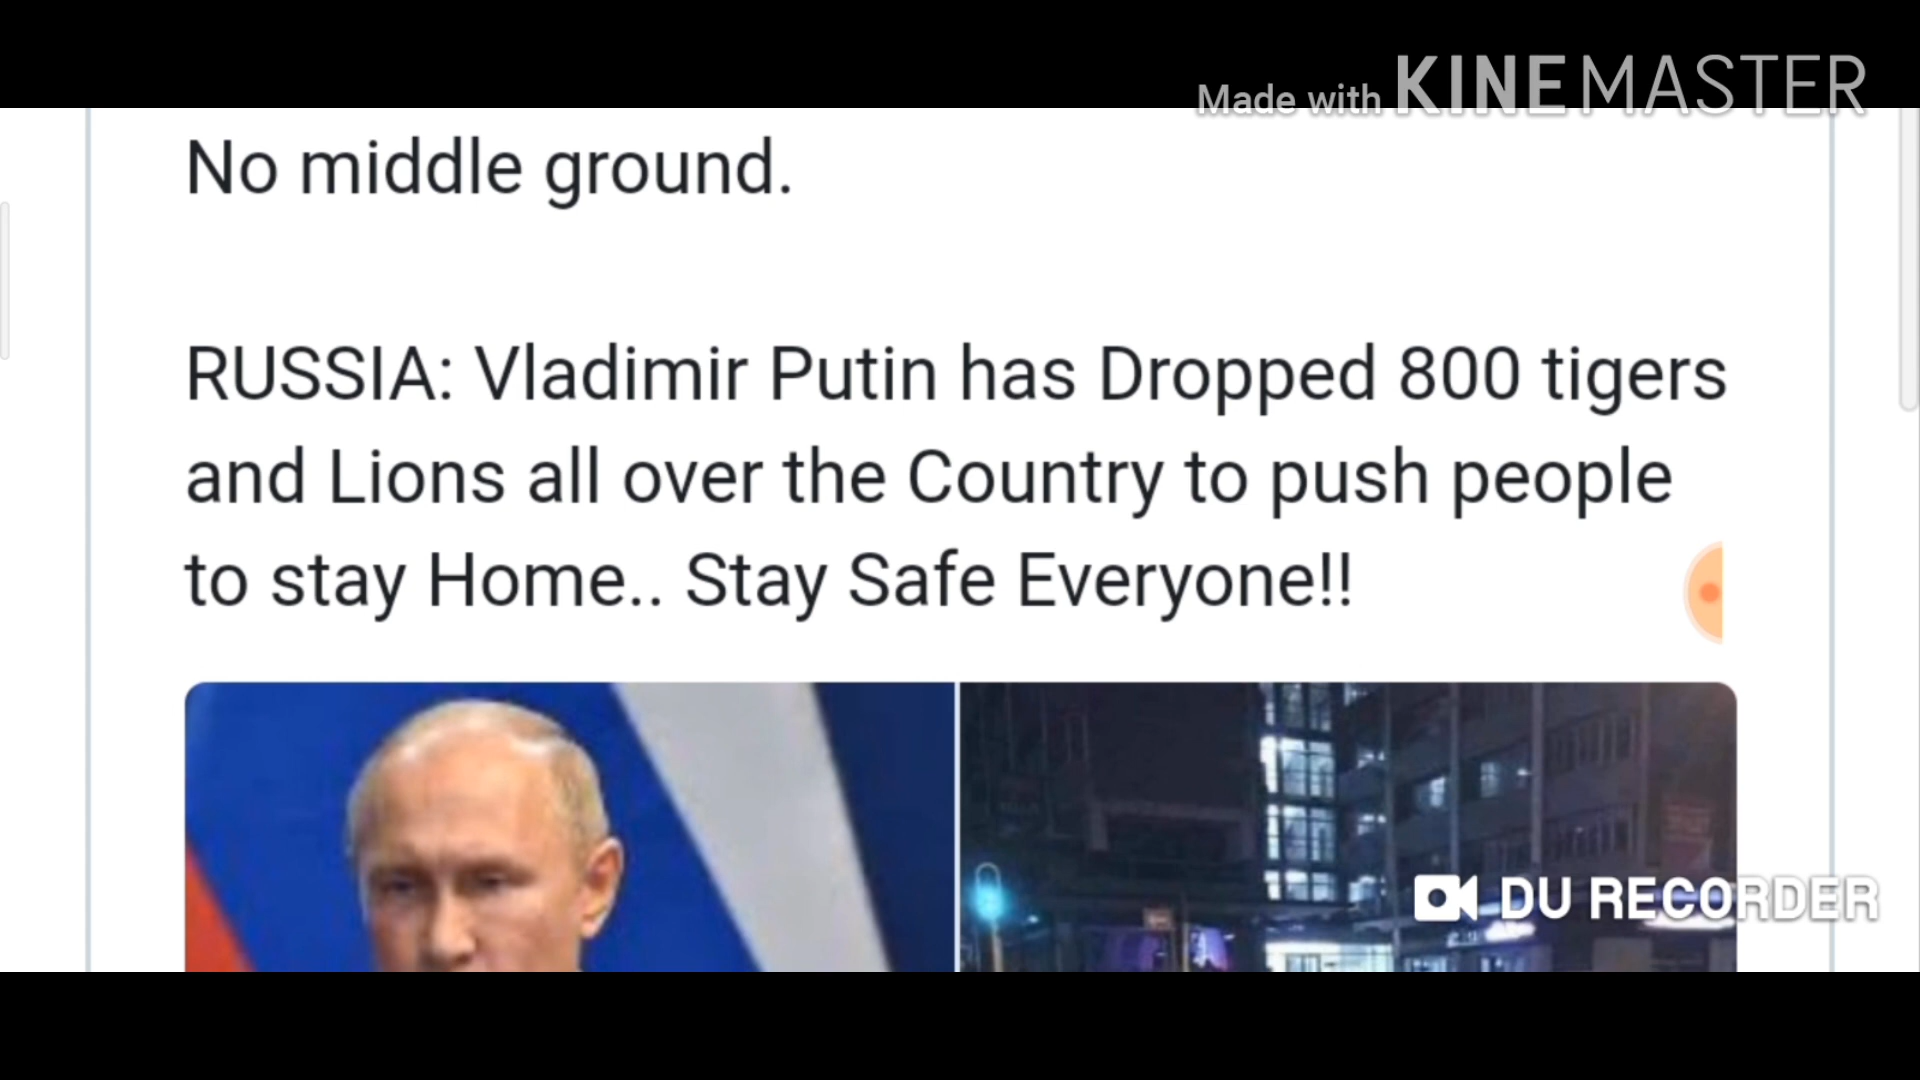 Made with KINEMASTER
No middle ground.
RUSSIA: Vladimir Putin has Dropped 800 tigers
and Lions all over the Country to push people
to stay Home.. Stay Safe Everyone!!
DU RECORDER